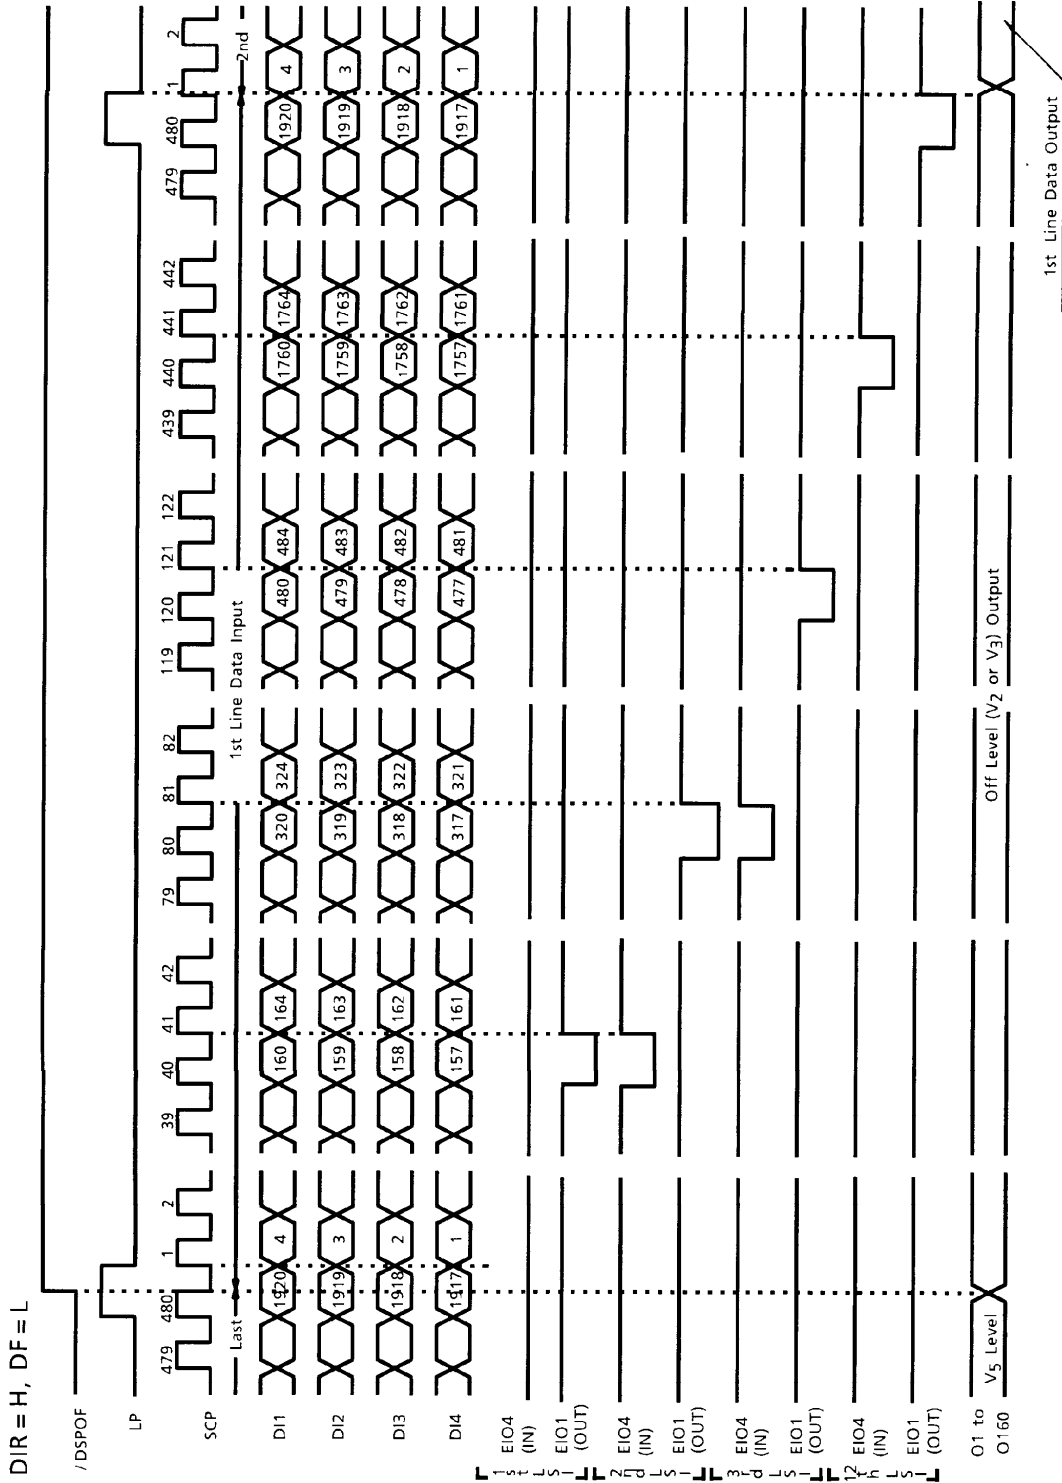 DIR = H, DF = L
/ DSPOF
LP
SCP 479 480 1 2 39 40 41 42 79 80 81 82 119 120 121 122 439 440 441 442 479 480 1 2
Last 1st Line Data Input 2nd
DI1 1920 4 160 164 320 324 480 484 1760 1764 1920 4
DI2 1919 3 159 163 319 323 479 483 1759 1763 1919 3
DI3 1918 2 158 162 318 322 478 482 1758 1762 1918 2
DI4 1917 1 157 161 317 321 477 481 1757 1761 1917 1
1st LSI
EIO4
(IN)
EIO1
(OUT)
2nd LSI
EIO4
(IN)
EIO1
(OUT)
3rd LSI
EIO4
(IN)
EIO1
(OUT)
12th LSI
EIO4
(IN)
EIO1
(OUT)
O1 to
O160
V5 Level
Off Level (V2 or V3) Output
1st Line Data Output